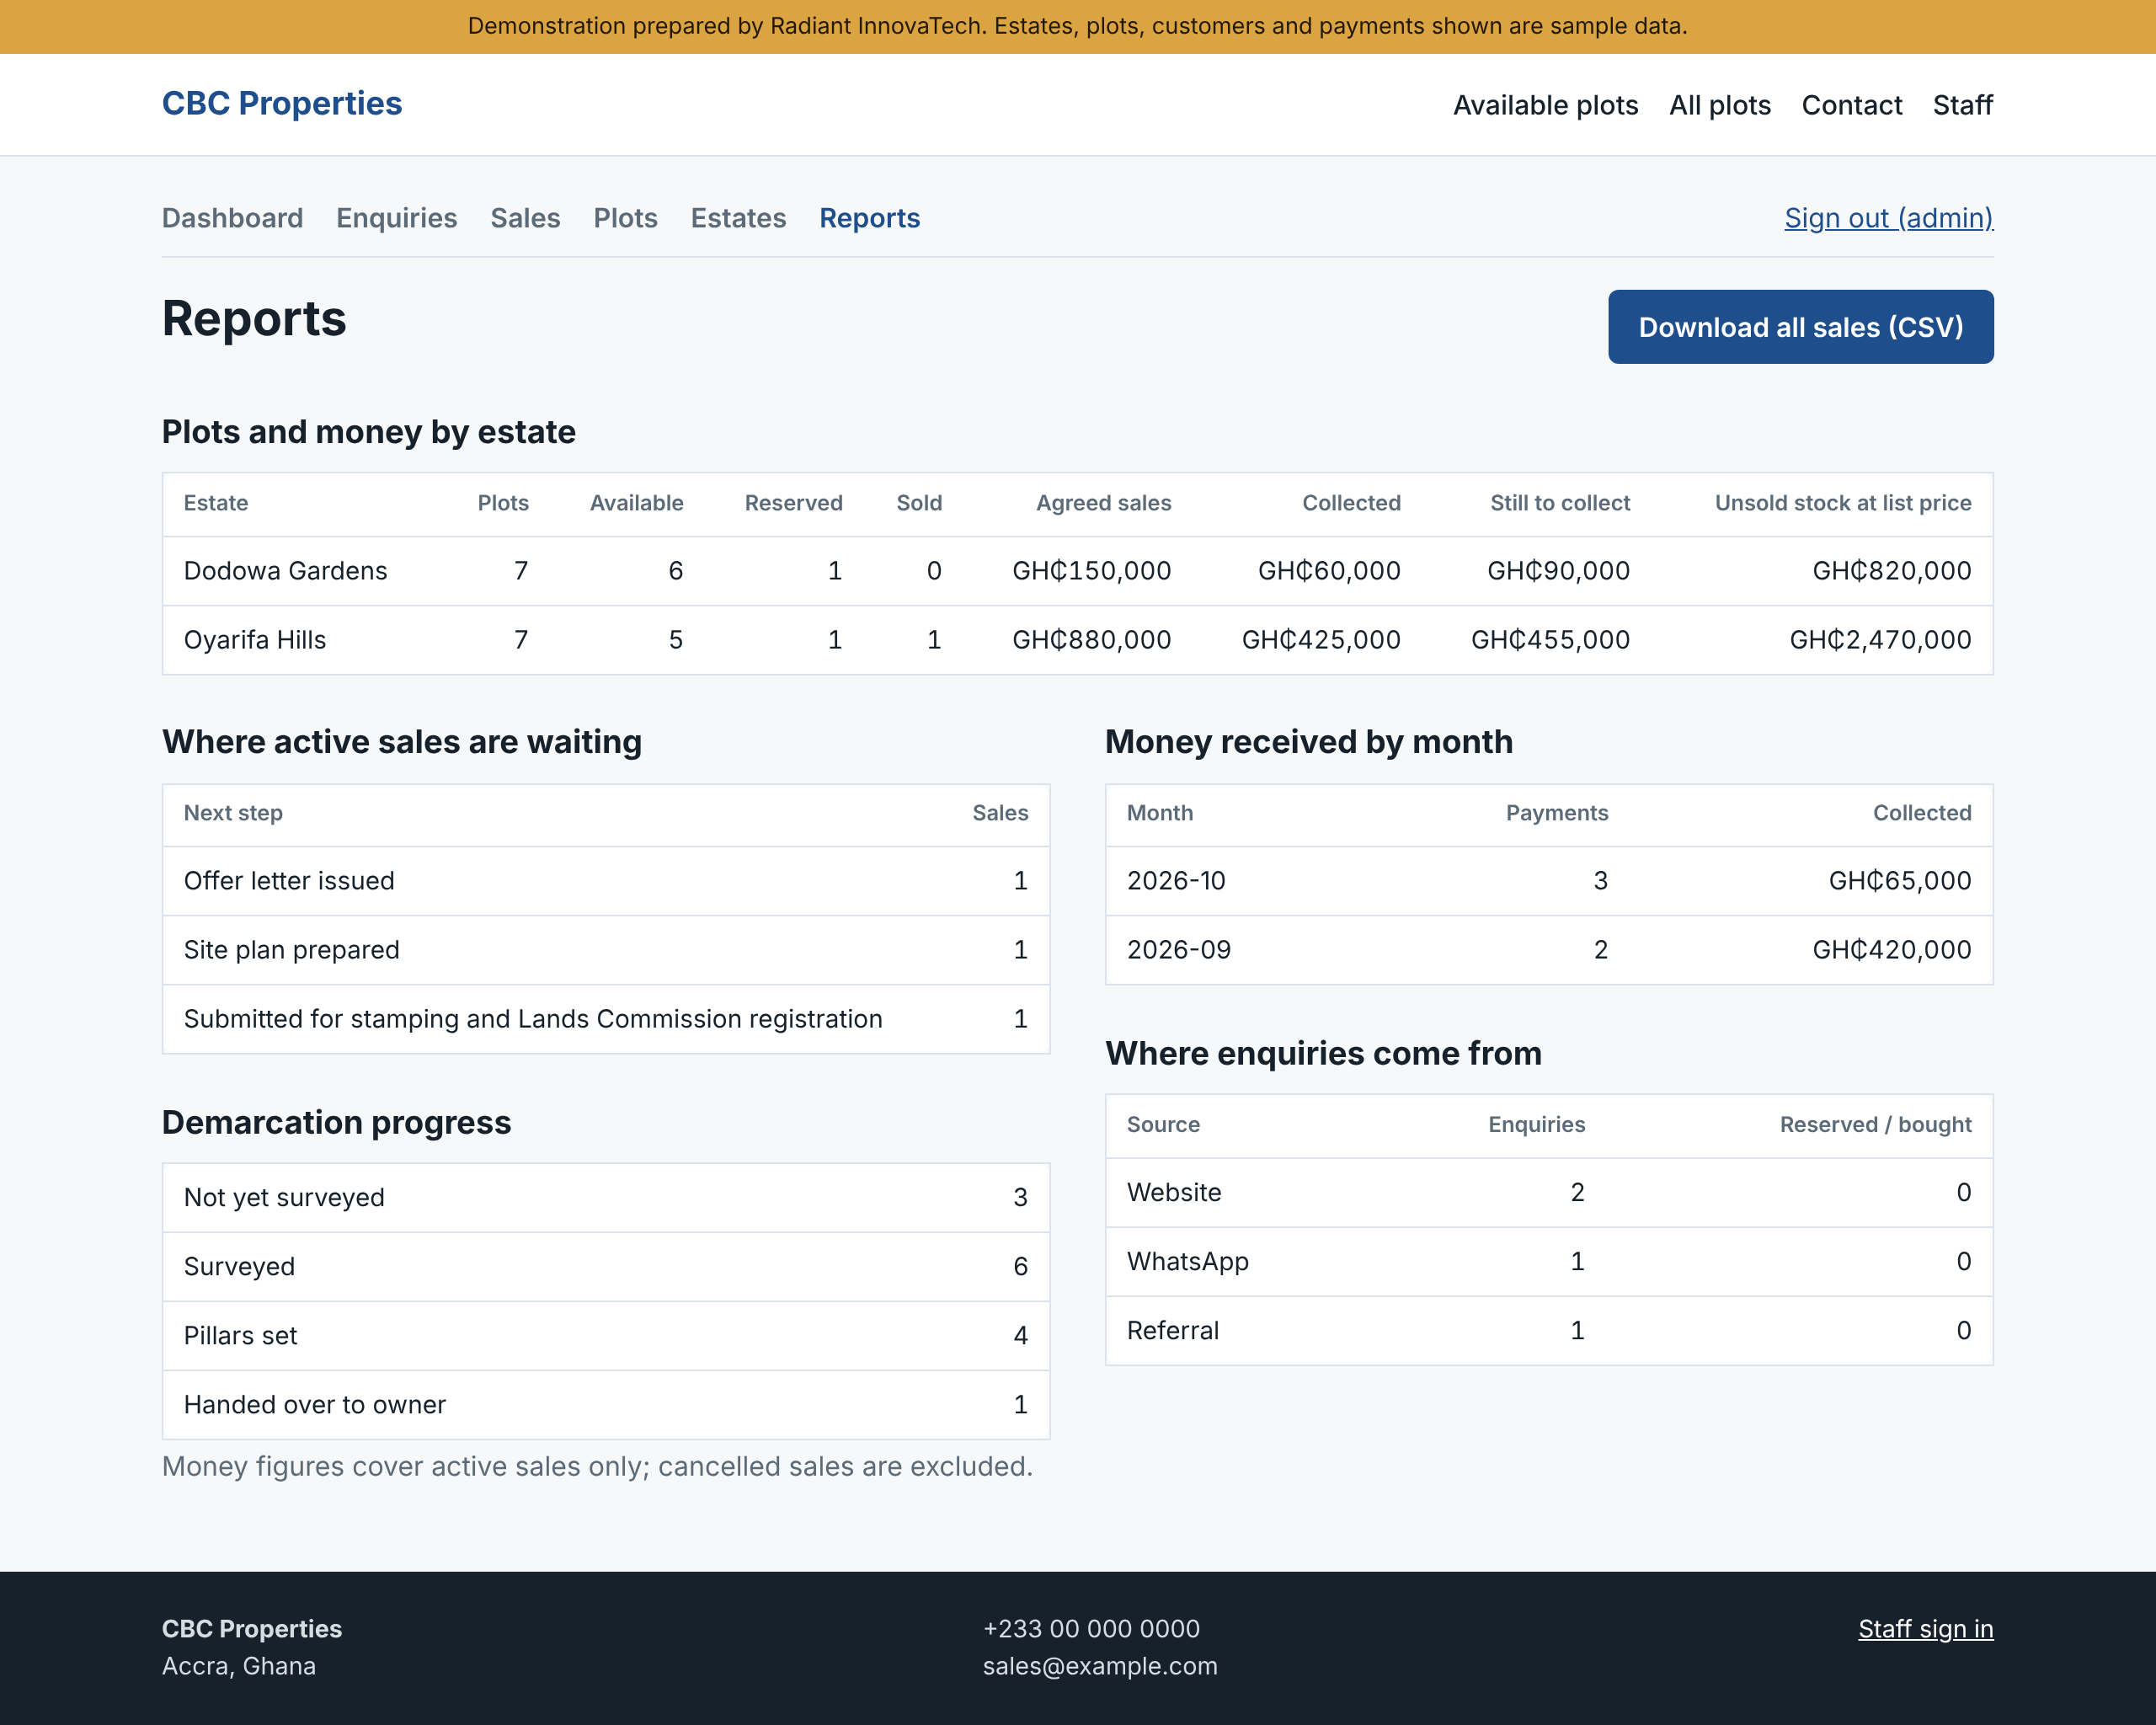 Demonstration prepared by Radiant InnovaTech. Estates, plots, customers and payments shown are sample data.
CBC Properties
Available plots All plots Contact Staff
Dashboard Enquiries Sales Plots Estates Reports
Sign out (admin)
Reports
Download all sales (CSV)
Plots and money by estate
Estate Plots Available Reserved Sold Agreed sales Collected Still to collect Unsold stock at list price
Dodowa Gardens 7 6 1 0 GH₵150,000 GH₵60,000 GH₵90,000 GH₵820,000
Oyarifa Hills 7 5 1 1 GH₵880,000 GH₵425,000 GH₵455,000 GH₵2,470,000
Where active sales are waiting
Next step Sales
Offer letter issued 1
Site plan prepared 1
Submitted for stamping and Lands Commission registration 1
Demarcation progress
Not yet surveyed 3
Surveyed 6
Pillars set 4
Handed over to owner 1
Money figures cover active sales only; cancelled sales are excluded.
Money received by month
Month Payments Collected
2026-10 3 GH₵65,000
2026-09 2 GH₵420,000
Where enquiries come from
Source Enquiries Reserved / bought
Website 2 0
WhatsApp 1 0
Referral 1 0
CBC Properties
Accra, Ghana
+233 00 000 0000
sales@example.com
Staff sign in